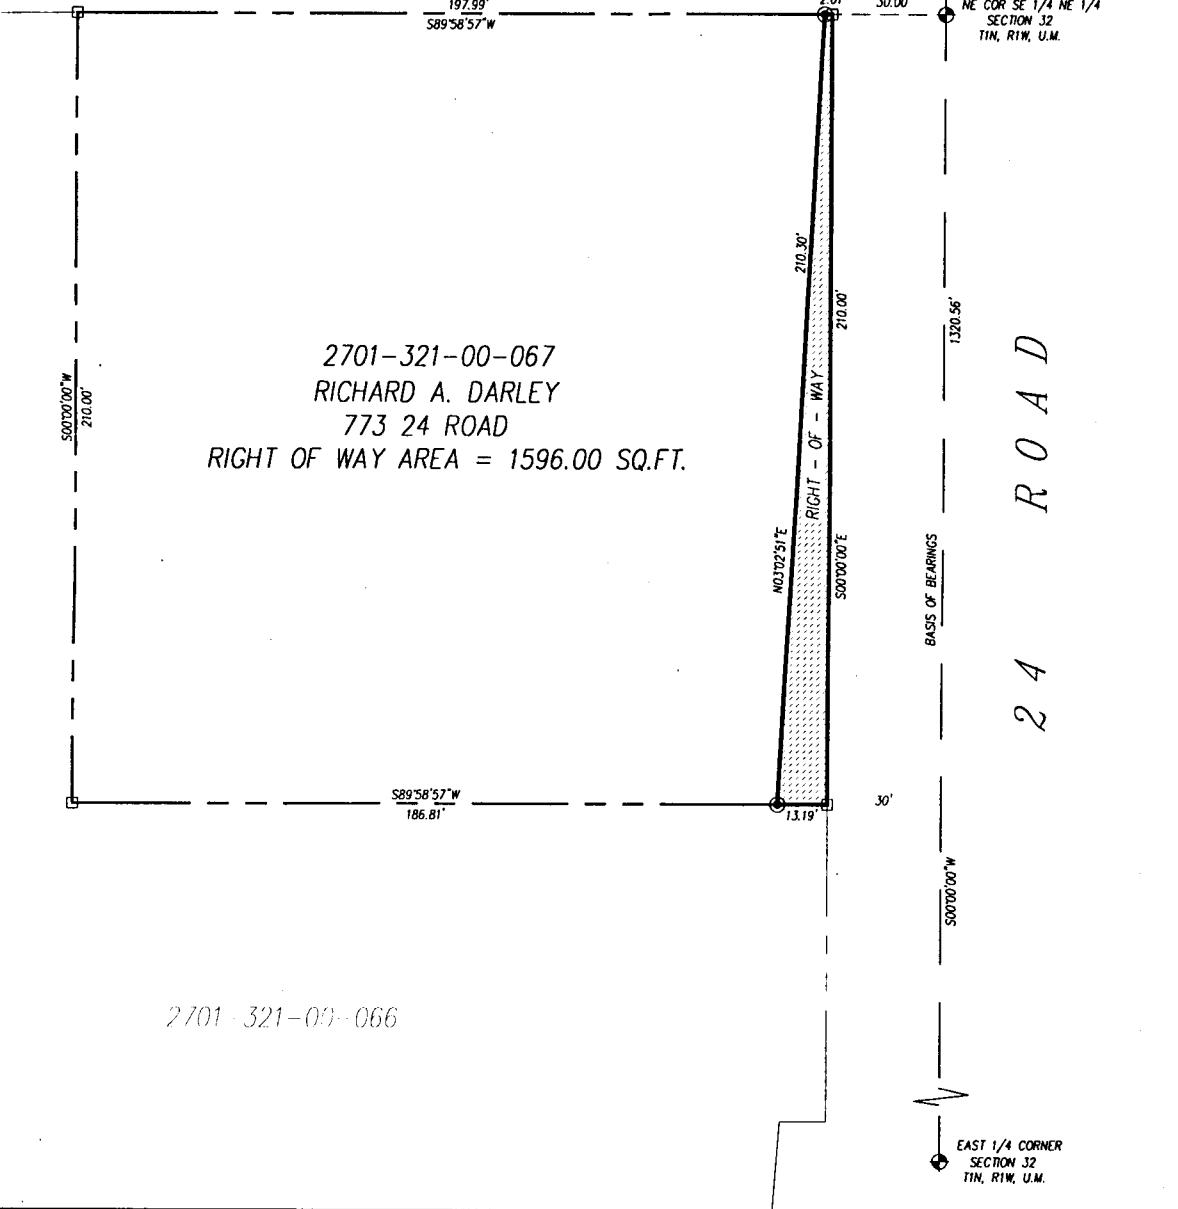 197.99'
S89°58'57"W
2.01'
30.00'
NE COR SE 1/4 NE 1/4
SECTION 32
T1N, R1W, U.M.
210.30'
210.00'
1320.56'
S00°00'00"W
210.00'
2701-321-00-067
RICHARD A. DARLEY
773 24 ROAD
RIGHT OF WAY AREA = 1596.00 SQ.FT.
RIGHT - OF - WAY
N03°02'51"E
S00°00'00"E
BASIS OF BEARINGS
24 ROAD
S89°58'57"W
186.81'
13.19'
30'
S00°00'00"W
2701-321-00-066
EAST 1/4 CORNER
SECTION 32
T1N, R1W, U.M.